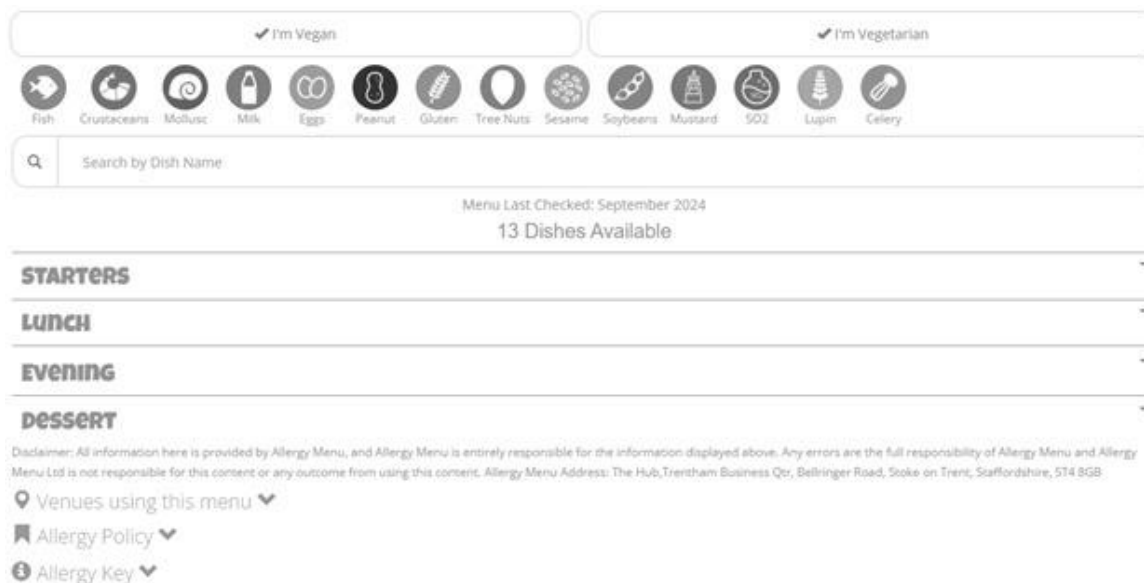 I'm Vegan
I'm Vegetarian
Fish Crustaceans Mollusc Milk Eggs Peanut Gluten Tree Nuts Sesame Soybeans Mustard SO2 Lupin Celery
Search by Dish Name
Menu Last Checked: September 2024
13 Dishes Available
Starters
Lunch
Evening
Dessert
Disclaimer: All information here is provided by Allergy Menu, and Allergy Menu is entirely responsible for the information displayed above. Any errors are the full responsibility of Allergy Menu and Allergy
Menu Ltd is not responsible for this content or any outcome from using this content. Allergy Menu Address: The Hub,Trentham Business Qtr, Bellringer Road, Stoke on Trent, Staffordshire, ST4 8GB
Venues using this menu
Allergy Policy
Allergy Key